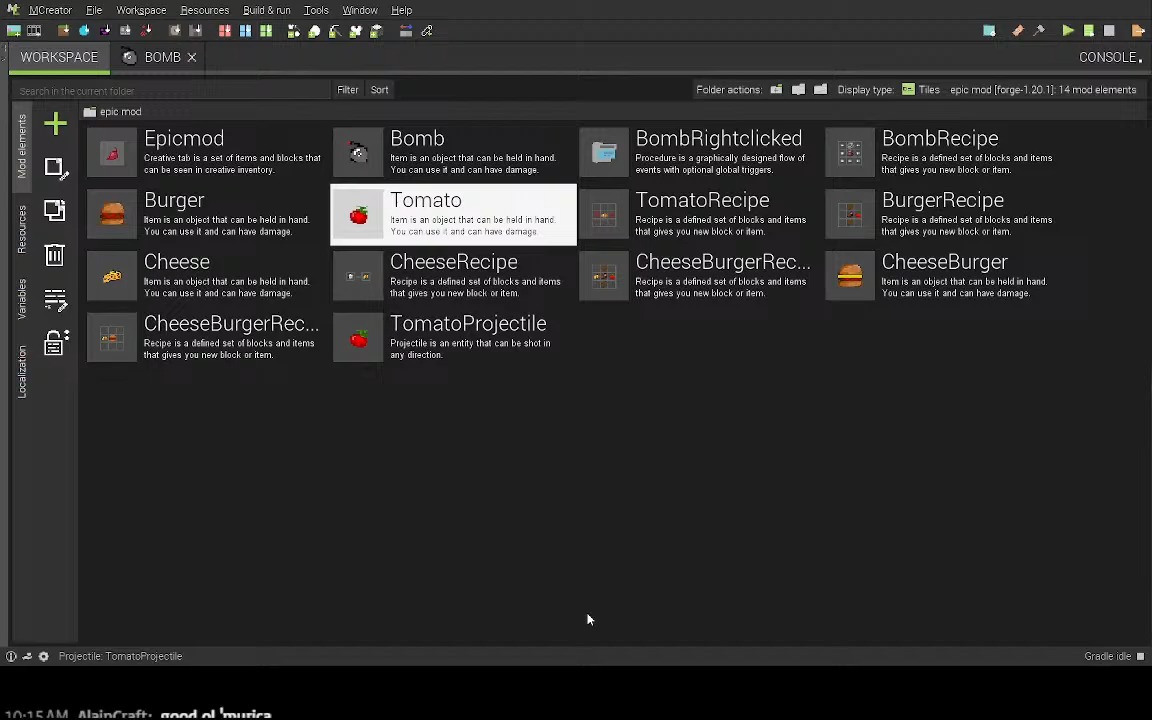 MCreator File Workspace Resources Build & run Tools Window Help
WORKSPACE BOMB CONSOLE
Search in the current folder Filter Sort Folder actions: Display type: Tiles epic mod [forge-1.20.1]: 14 mod elements
epic mod
Mod elements
Resources
Variables
Localization
Epicmod
Creative tab is a set of items and blocks that
can be seen in creative inventory.
Bomb
Item is an object that can be held in hand.
You can use it and can have damage.
BombRightclicked
Procedure is a graphically designed flow of
events with optional global triggers.
BombRecipe
Recipe is a defined set of blocks and items
that gives you new block or item.
Burger
Item is an object that can be held in hand.
You can use it and can have damage.
Tomato
Item is an object that can be held in hand.
You can use it and can have damage.
TomatoRecipe
Recipe is a defined set of blocks and items
that gives you new block or item.
BurgerRecipe
Recipe is a defined set of blocks and items
that gives you new block or item.
Cheese
Item is an object that can be held in hand.
You can use it and can have damage.
CheeseRecipe
Recipe is a defined set of blocks and items
that gives you new block or item.
CheeseBurgerRec...
Recipe is a defined set of blocks and items
that gives you new block or item.
CheeseBurger
Item is an object that can be held in hand.
You can use it and can have damage.
CheeseBurgerRec...
Recipe is a defined set of blocks and items
that gives you new block or item.
TomatoProjectile
Projectile is an entity that can be shot in
any direction.
Projectile: TomatoProjectile Gradle idle
10:15AM AlainCraft: good ol 'murica